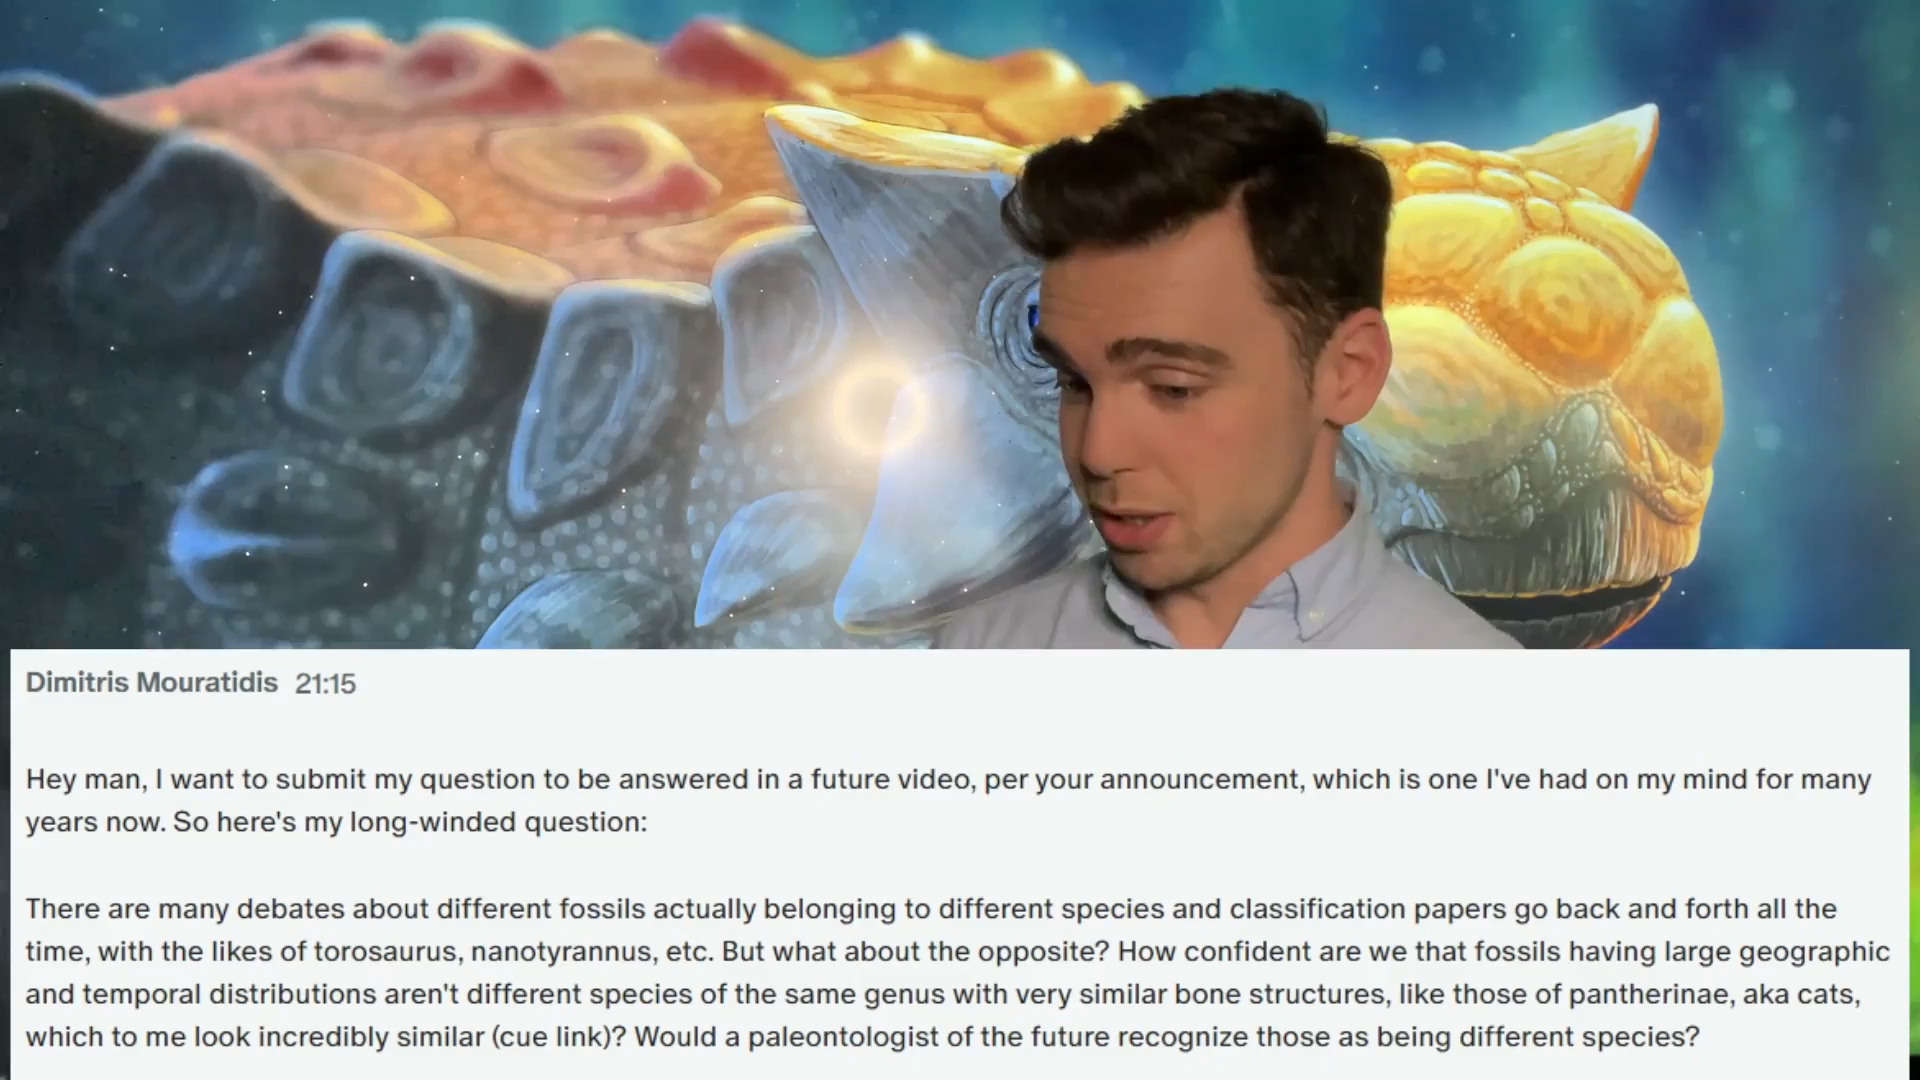 Dimitris Mouratidis 21:15
Hey man, I want to submit my question to be answered in a future video, per your announcement, which is one I've had on my mind for many
years now. So here's my long-winded question:
There are many debates about different fossils actually belonging to different species and classification papers go back and forth all the
time, with the likes of torosaurus, nanotyrannus, etc. But what about the opposite? How confident are we that fossils having large geographic
and temporal distributions aren't different species of the same genus with very similar bone structures, like those of pantherinae, aka cats,
which to me look incredibly similar (cue link)? Would a paleontologist of the future recognize those as being different species?